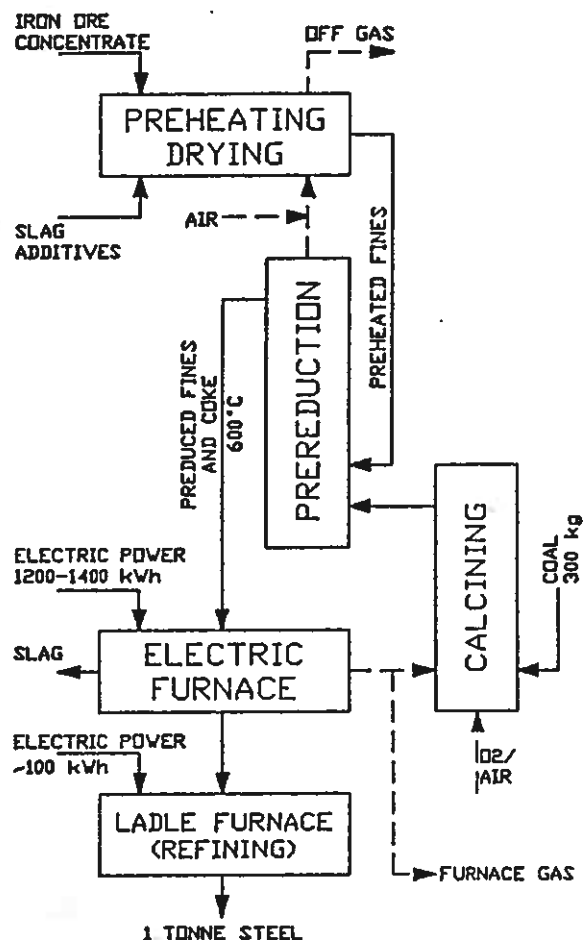 IRON ORE
CONCENTRATE
OFF GAS
PREHEATING
DRYING
SLAG
ADDITIVES
AIR
PREHEATED FINES
PREDUCED FINES
AND COKE
600°C
PREREDUCTION
CALCINING
COAL
300 kg
ELECTRIC POWER
1200-1400 kWh
SLAG
ELECTRIC
FURNACE
ELECTRIC POWER
~100 kWh
O2/
AIR
LADLE FURNACE
(REFINING)
FURNACE GAS
1 TONNE STEEL